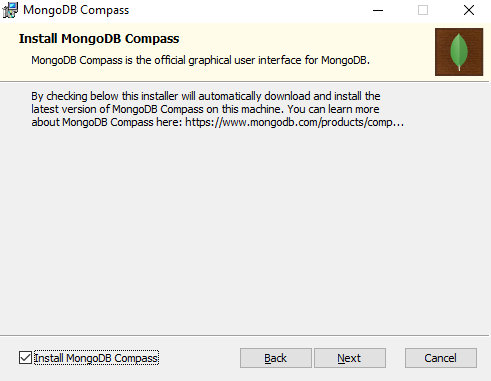 MongoDB Compass
Install MongoDB Compass
MongoDB Compass is the official graphical user interface for MongoDB.
By checking below this installer will automatically download and install the
latest version of MongoDB Compass on this machine. You can learn more
about MongoDB Compass here: https://www.mongodb.com/products/comp...
Install MongoDB Compass
Back
Next
Cancel